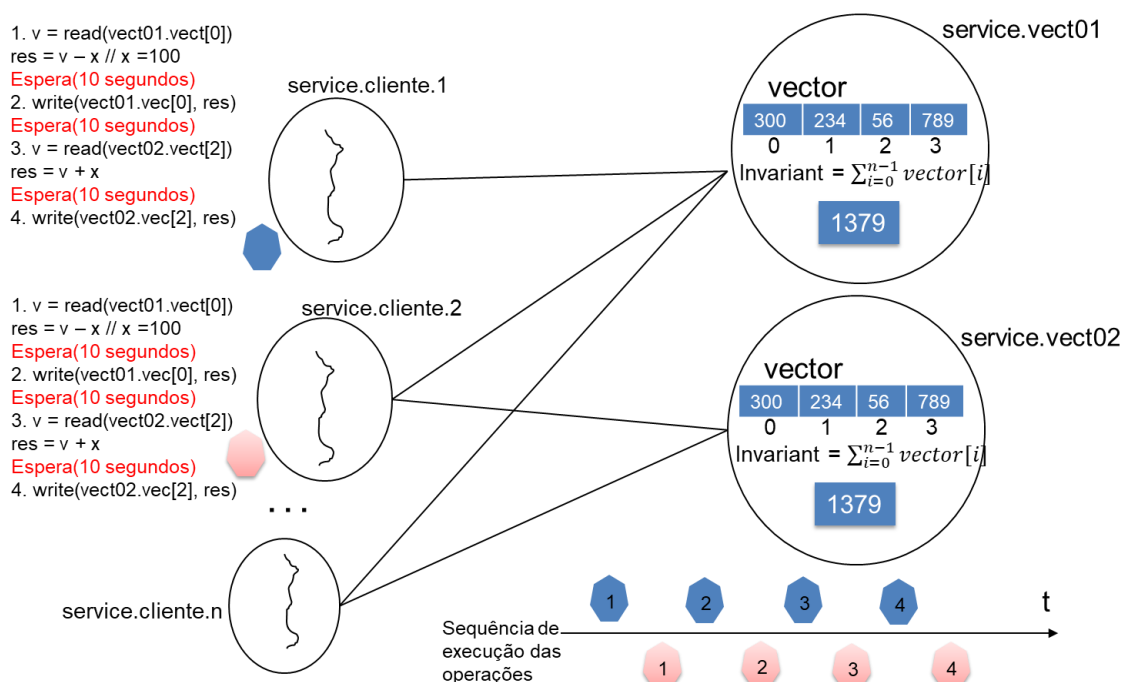 1. v = read(vect01.vect[0])
res = v – x // x =100
Espera(10 segundos)
2. write(vect01.vec[0], res)
Espera(10 segundos)
3. v = read(vect02.vect[2])
res = v + x
Espera(10 segundos)
4. write(vect02.vec[2], res)
service.cliente.1
service.vect01
vector
300 234 56 789
0 1 2 3
Invariant = ∑_{i=0}^{n−1} vector[i]
1379
1. v = read(vect01.vect[0])
res = v – x // x =100
Espera(10 segundos)
2. write(vect01.vec[0], res)
Espera(10 segundos)
3. v = read(vect02.vect[2])
res = v + x
Espera(10 segundos)
4. write(vect02.vec[2], res)
service.cliente.2
service.vect02
vector
300 234 56 789
0 1 2 3
Invariant = ∑_{i=0}^{n−1} vector[i]
1379
. . .
service.cliente.n
Sequência de
execução das
operações
1 2 3 4
t
1 2 3 4